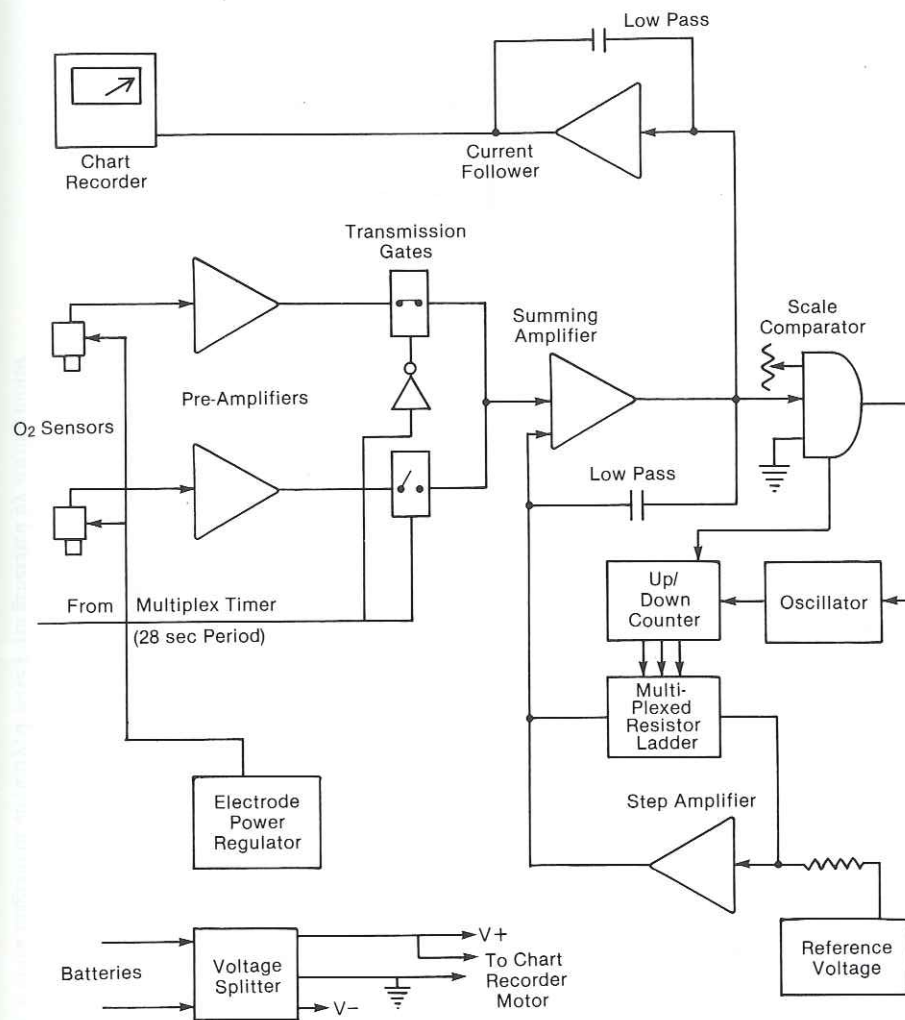 Low Pass
Chart
Recorder
Current
Follower
Transmission
Gates
Summing
Amplifier
Scale
Comparator
Pre-Amplifiers
O2 Sensors
Low Pass
From Multiplex Timer
(28 sec Period)
Up/
Down
Counter
Oscillator
Multi-
Plexed
Resistor
Ladder
Electrode
Power
Regulator
Step Amplifier
Reference
Voltage
Batteries
Voltage
Splitter
V+
To Chart
Recorder
Motor
V−